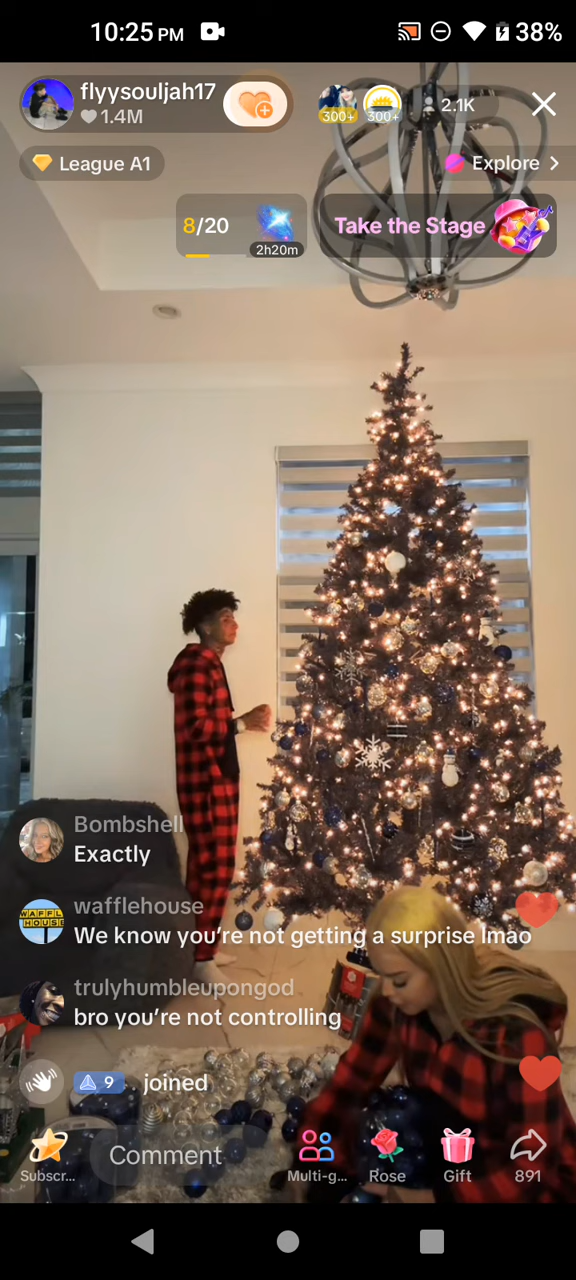 10:25 PM
38%
flyysouljah17
1.4M
300+
300+
2.1K
League A1
Explore
8/20
2h20m
Take the Stage
Bombshell
Exactly
WAFFLE
HOUSE
wafflehouse
We know you're not getting a surprise lmao
trulyhumbleupongod
bro you're not controlling
9 joined
Subscr...
Comment
Multi-g...
Rose
Gift
891